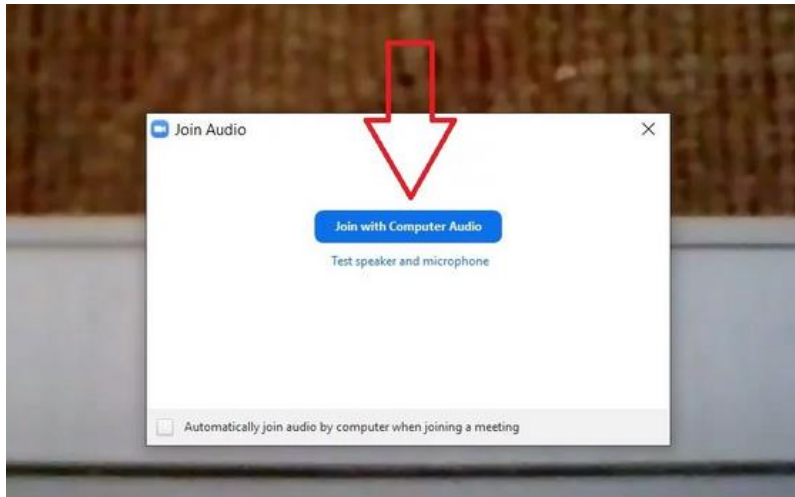 Join Audio
Join with Computer Audio
Test speaker and microphone
Automatically join audio by computer when joining a meeting